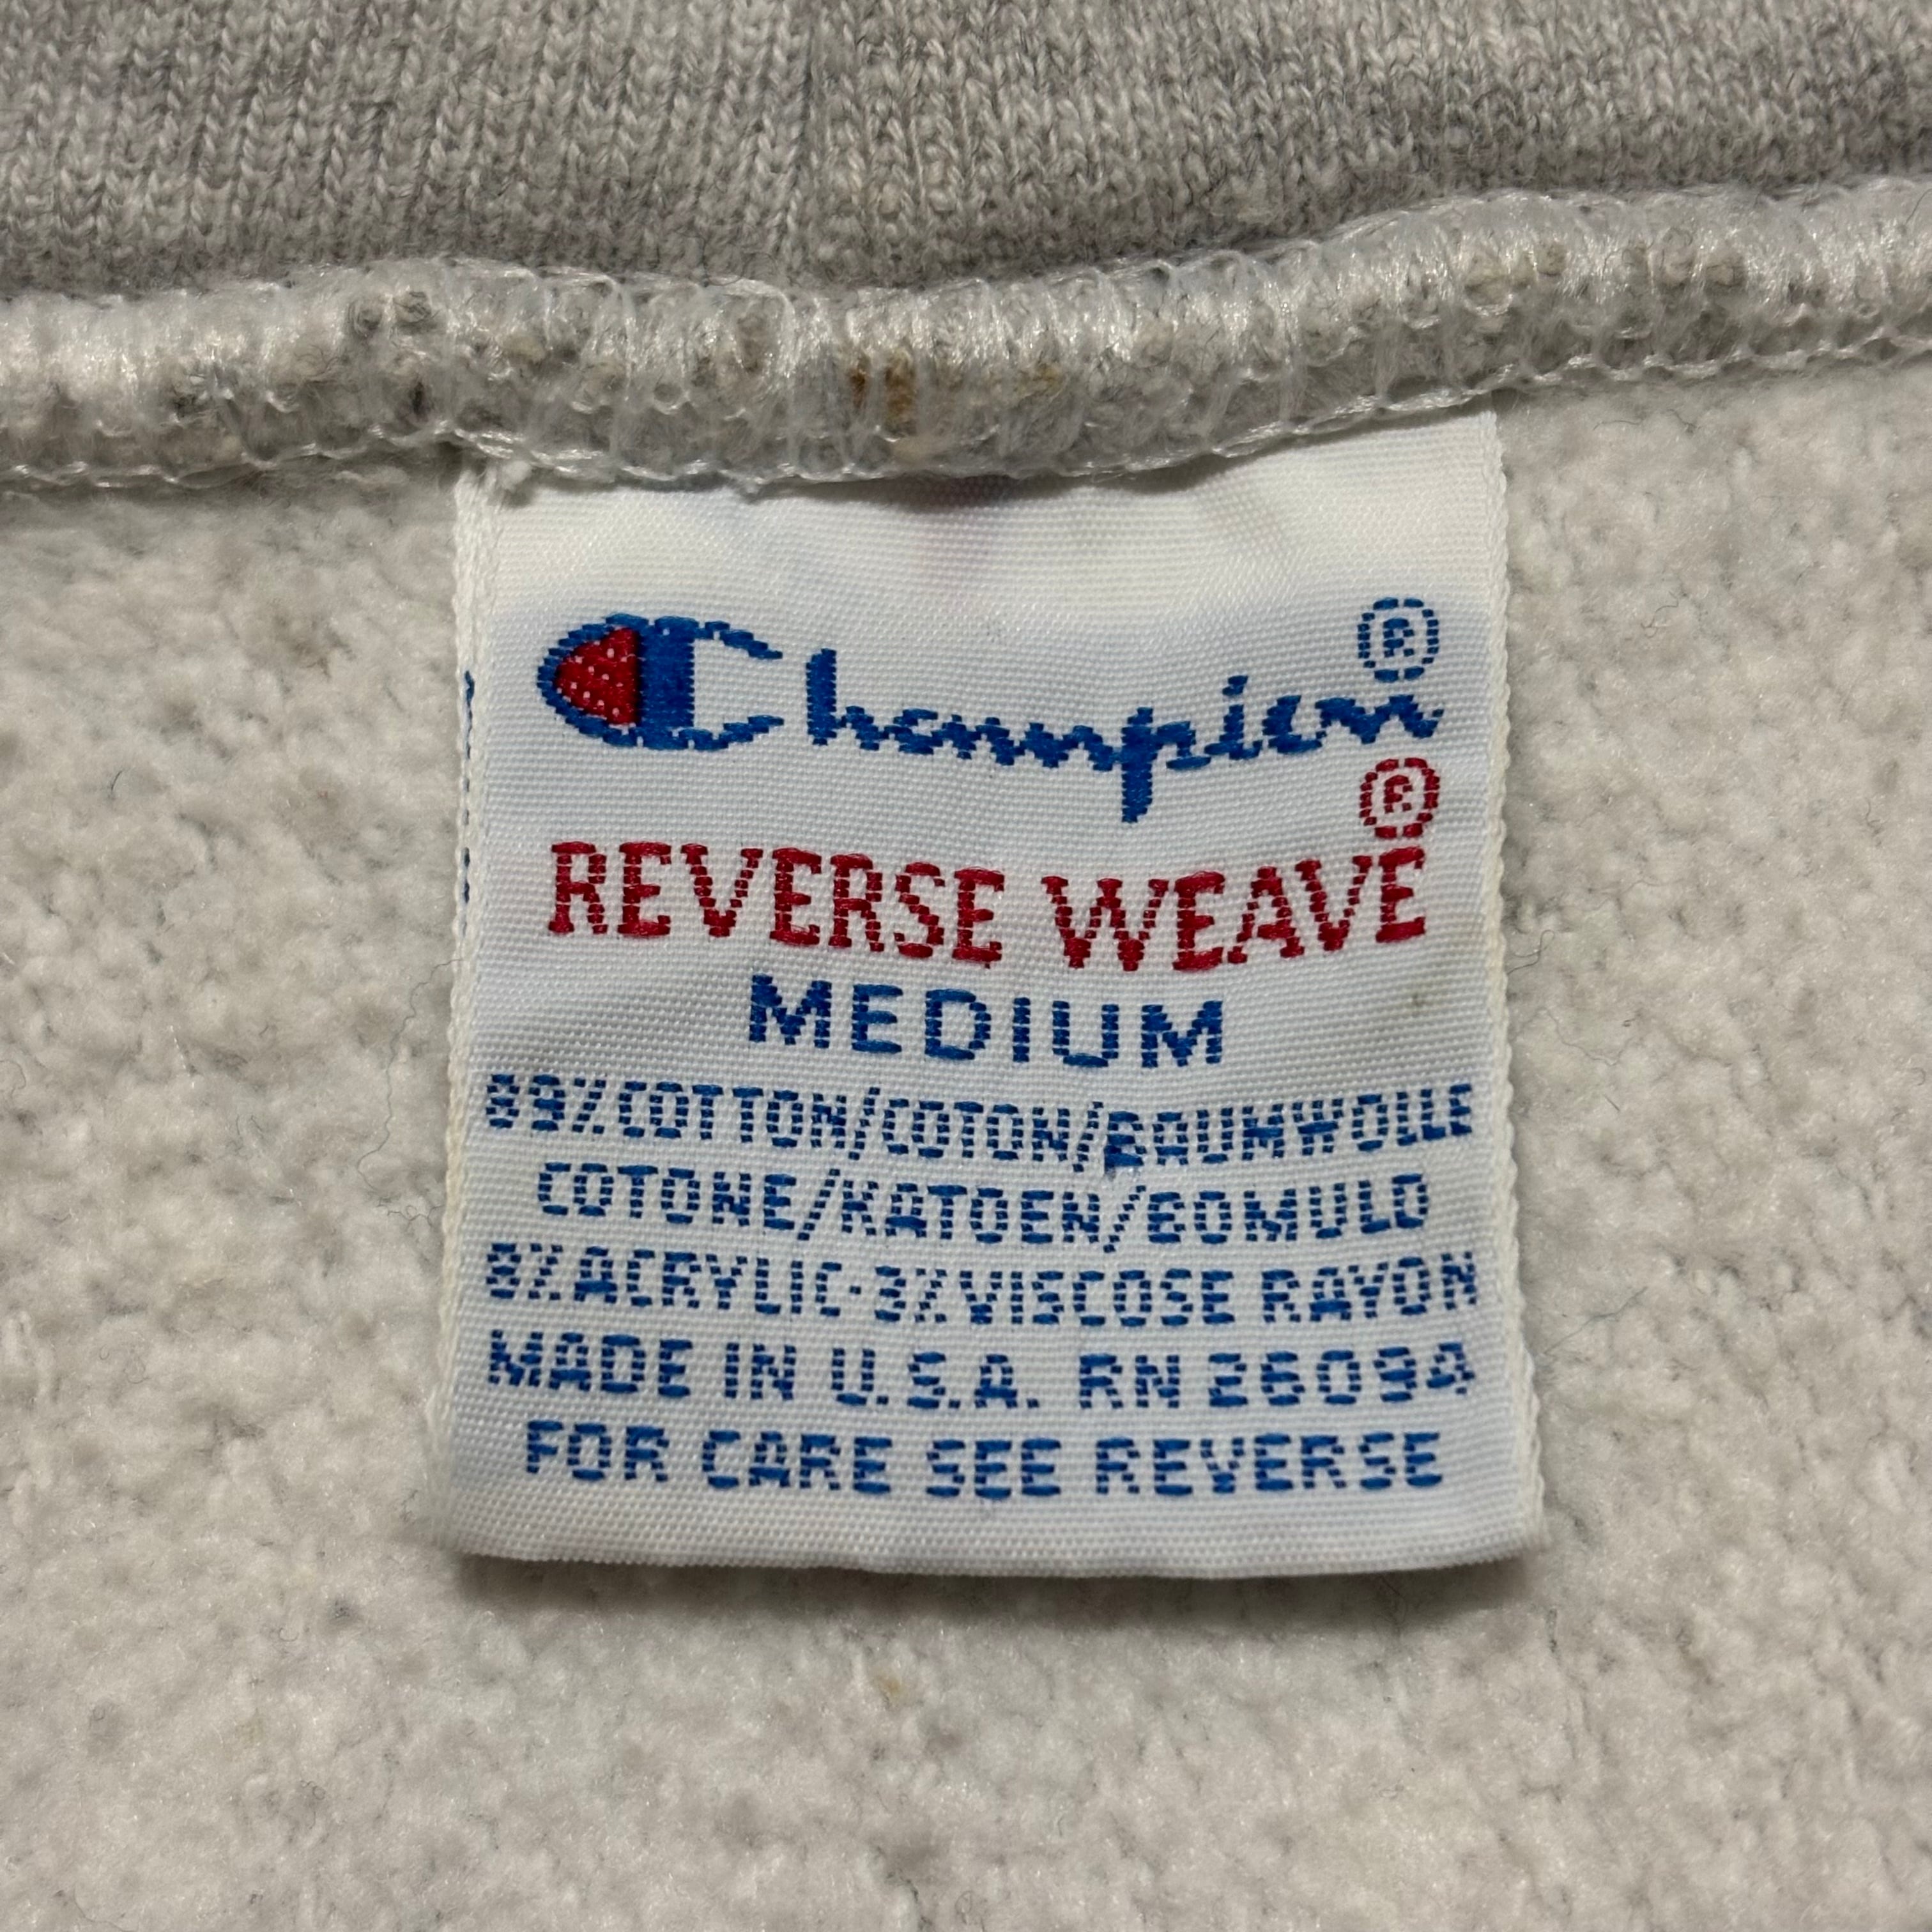 Champion®
REVERSE WEAVE®
MEDIUM
89%COTTON/COTON/BAUMWOLLE
COTONE/KATOEN/BOMULD
8%ACRYLIC-3%VISCOSE RAYON
MADE IN U.S.A. RN 26094
FOR CARE SEE REVERSE